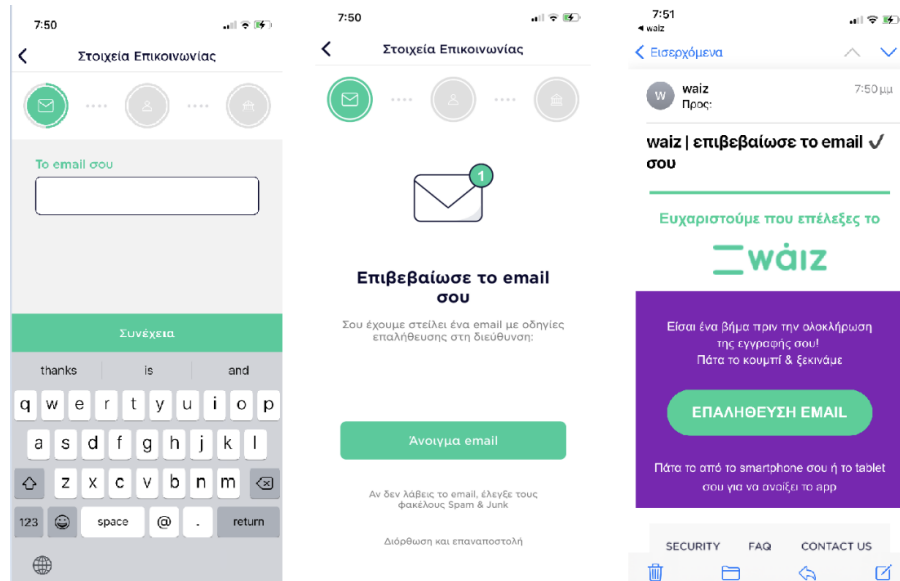 7:50
Στοιχεία Επικοινωνίας
Το email σου
Συνέχεια
thanks is and
q w e r t y u i o p
a s d f g h j k l
z x c v b n m
123 space @ . return
7:50
Στοιχεία Επικοινωνίας
1
Επιβεβαίωσε το email
σου
Σου έχουμε στείλει ένα email με οδηγίες
επαλήθευσης στη διεύθυνση:
Άνοιγμα email
Αν δεν λάβεις το email, έλεγξε τους
φακέλους Spam & Junk
Διόρθωση και επαναποστολή
7:51
◄ waiz
Εισερχόμενα
W
waiz 7:50 μμ
Προς:
waiz | επιβεβαίωσε το email ✓
σου
Ευχαριστούμε που επέλεξες το
wάiz
Είσαι ένα βήμα πριν την ολοκλήρωση
της εγγραφής σου!
Πάτα το κουμπί & ξεκινάμε
ΕΠΑΛΗΘΕΥΣΗ EMAIL
Πάτα το από το smartphone σου ή το tablet
σου για να ανοίξει το app
SECURITY FAQ CONTACT US